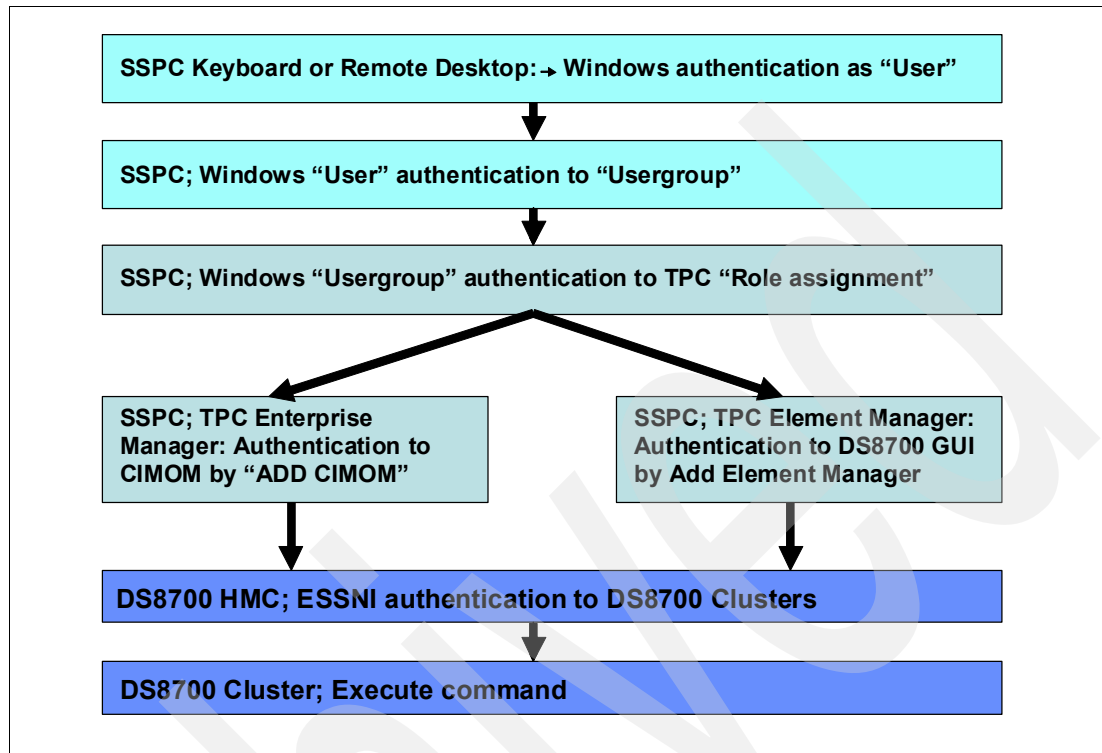 SSPC Keyboard or Remote Desktop:→ Windows authentication as “User”
SSPC; Windows “User” authentication to “Usergroup”
SSPC; Windows “Usergroup” authentication to TPC “Role assignment”
SSPC; TPC Enterprise
Manager: Authentication to
CIMOM by “ADD CIMOM”
SSPC; TPC Element Manager:
Authentication to DS8700 GUI
by Add Element Manager
DS8700 HMC; ESSNI authentication to DS8700 Clusters
DS8700 Cluster; Execute command